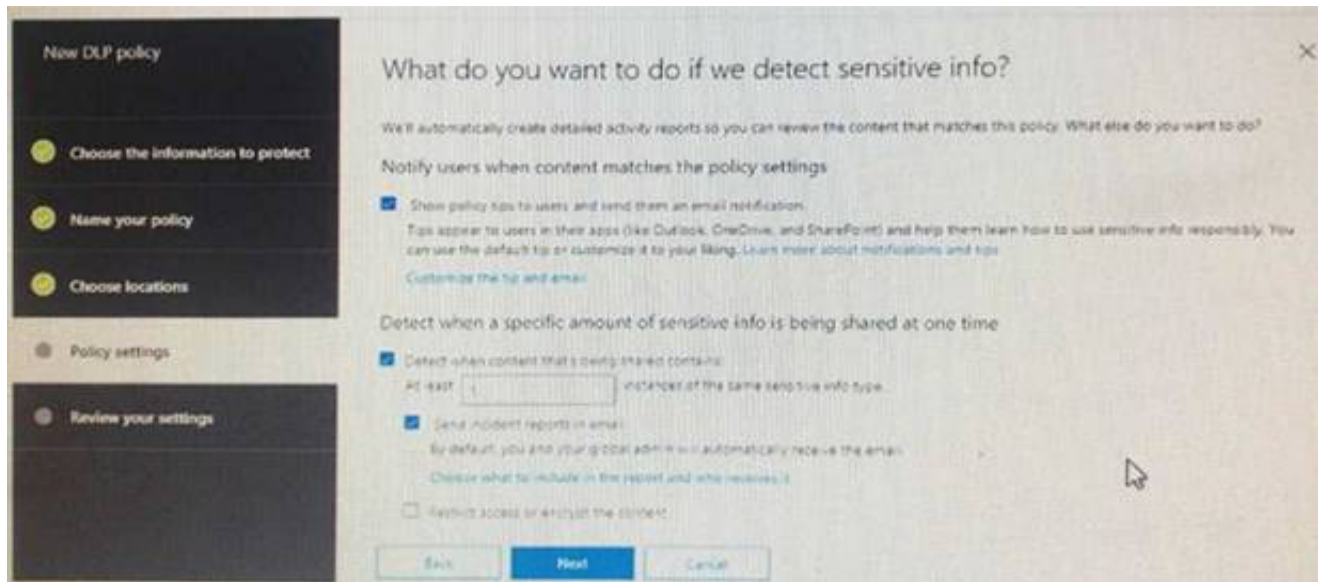 New DLP policy
Choose the information to protect
Name your policy
Choose locations
Policy settings
Review your settings
What do you want to do if we detect sensitive info?
We'll automatically create detailed activity reports so you can review the content that matches this policy. What else do you want to do?
Notify users when content matches the policy settings
Show policy tips to users and send them an email notification.
Tips appear to users in their apps (like Outlook, OneDrive, and SharePoint) and help them learn how to use sensitive info responsibly. You
can use the default tip or customize it to your liking. Learn more about notifications and tips
Customize the tip and email
Detect when a specific amount of sensitive info is being shared at one time
Detect when content that's being shared contains:
At least
instances of the same sensitive info type.
Send incident reports in email
By default, you and your global admin will automatically receive the email.
Choose what to include in the report and who receives it
Restrict access or encrypt the content
Back
Next
Cancel